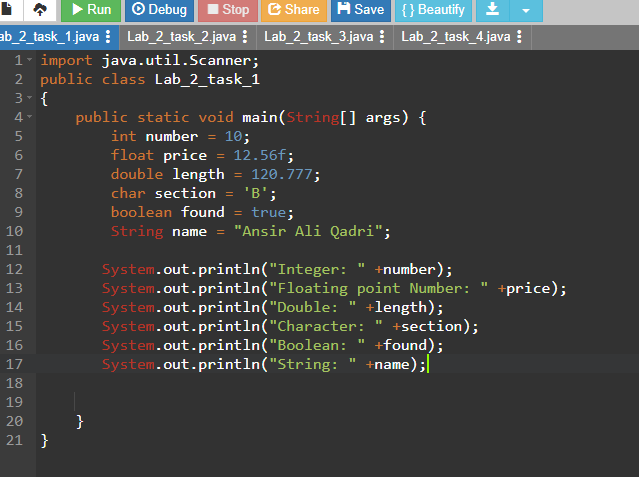 Run Debug Stop Share Save { } Beautify
ab_2_task_1.java Lab_2_task_2.java Lab_2_task_3.java Lab_2_task_4.java
1 import java.util.Scanner;
2 public class Lab_2_task_1
3 {
4 public static void main(String[] args) {
5 int number = 10;
6 float price = 12.56f;
7 double length = 120.777;
8 char section = 'B';
9 boolean found = true;
10 String name = "Ansir Ali Qadri";
11
12 System.out.println("Integer: " +number);
13 System.out.println("Floating point Number: " +price);
14 System.out.println("Double: " +length);
15 System.out.println("Character: " +section);
16 System.out.println("Boolean: " +found);
17 System.out.println("String: " +name);
18
19
20 }
21 }